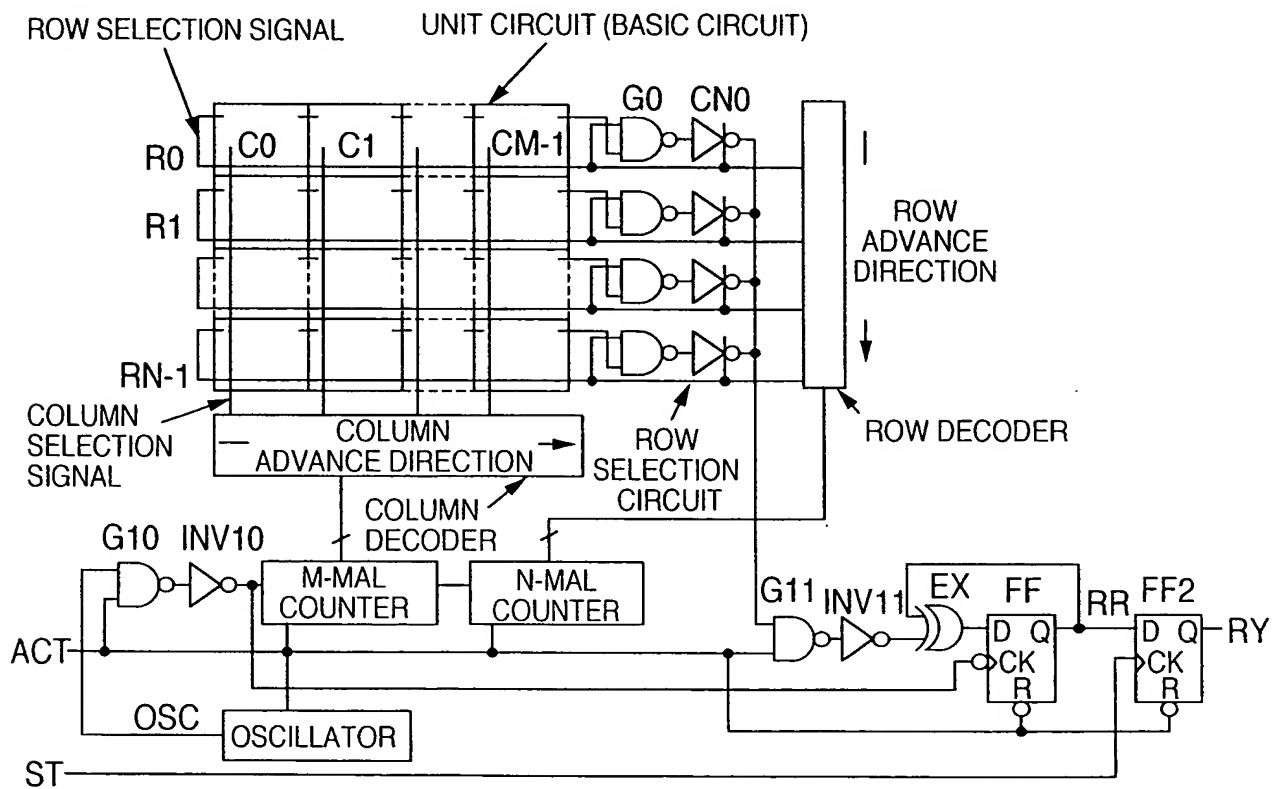 ROW SELECTION SIGNAL
UNIT CIRCUIT (BASIC CIRCUIT)
G0 CN0
R0 C0 C1 CM-1
R1
ROW
ADVANCE
DIRECTION
RN-1
COLUMN
SELECTION
SIGNAL
COLUMN
ADVANCE DIRECTION
ROW
SELECTION
CIRCUIT
ROW DECODER
COLUMN
DECODER
G10 INV10
M-MAL
COUNTER
N-MAL
COUNTER
G11 INV11 EX FF RR FF2
D Q
CK
R
D Q
CK
R
RY
ACT
OSC
OSCILLATOR
ST